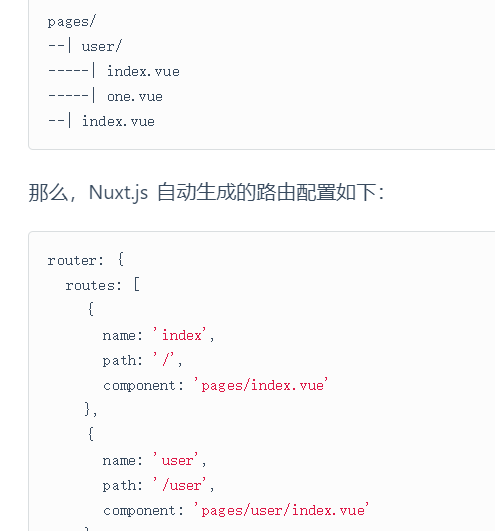 pages/
--| user/
-----| index.vue
-----| one.vue
--| index.vue
那么，Nuxt.js 自动生成的路由配置如下：
router: {
routes: [
{
name: 'index',
path: '/',
component: 'pages/index.vue'
},
{
name: 'user',
path: '/user',
component: 'pages/user/index.vue'